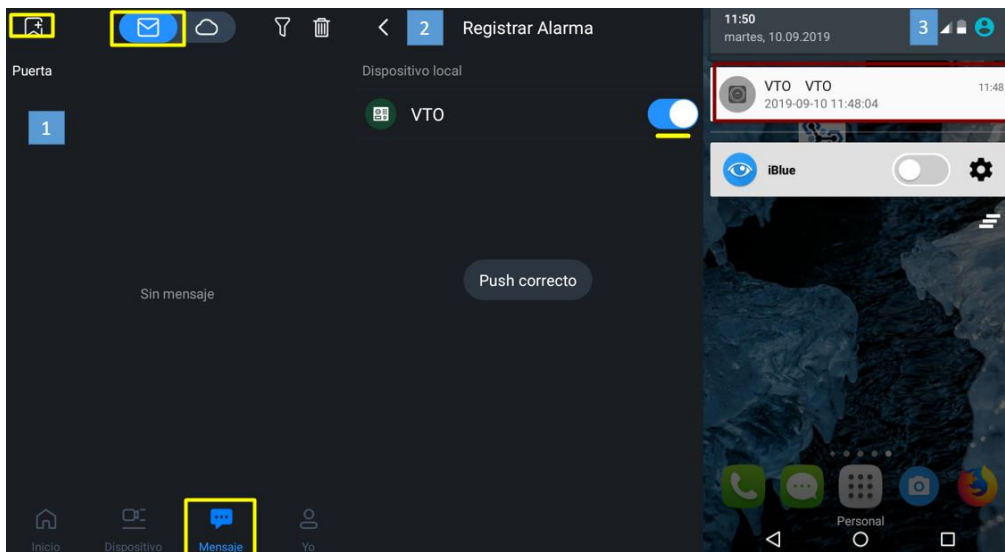 Puerta
1
Sin mensaje
Inicio
Dispositivo
Mensaje
Yo
2
Registrar Alarma
Dispositivo local
VTO
Push correcto
11:50
martes, 10.09.2019
3
VTO VTO
11:48
2019-09-10 11:48:04
iBlue
Personal